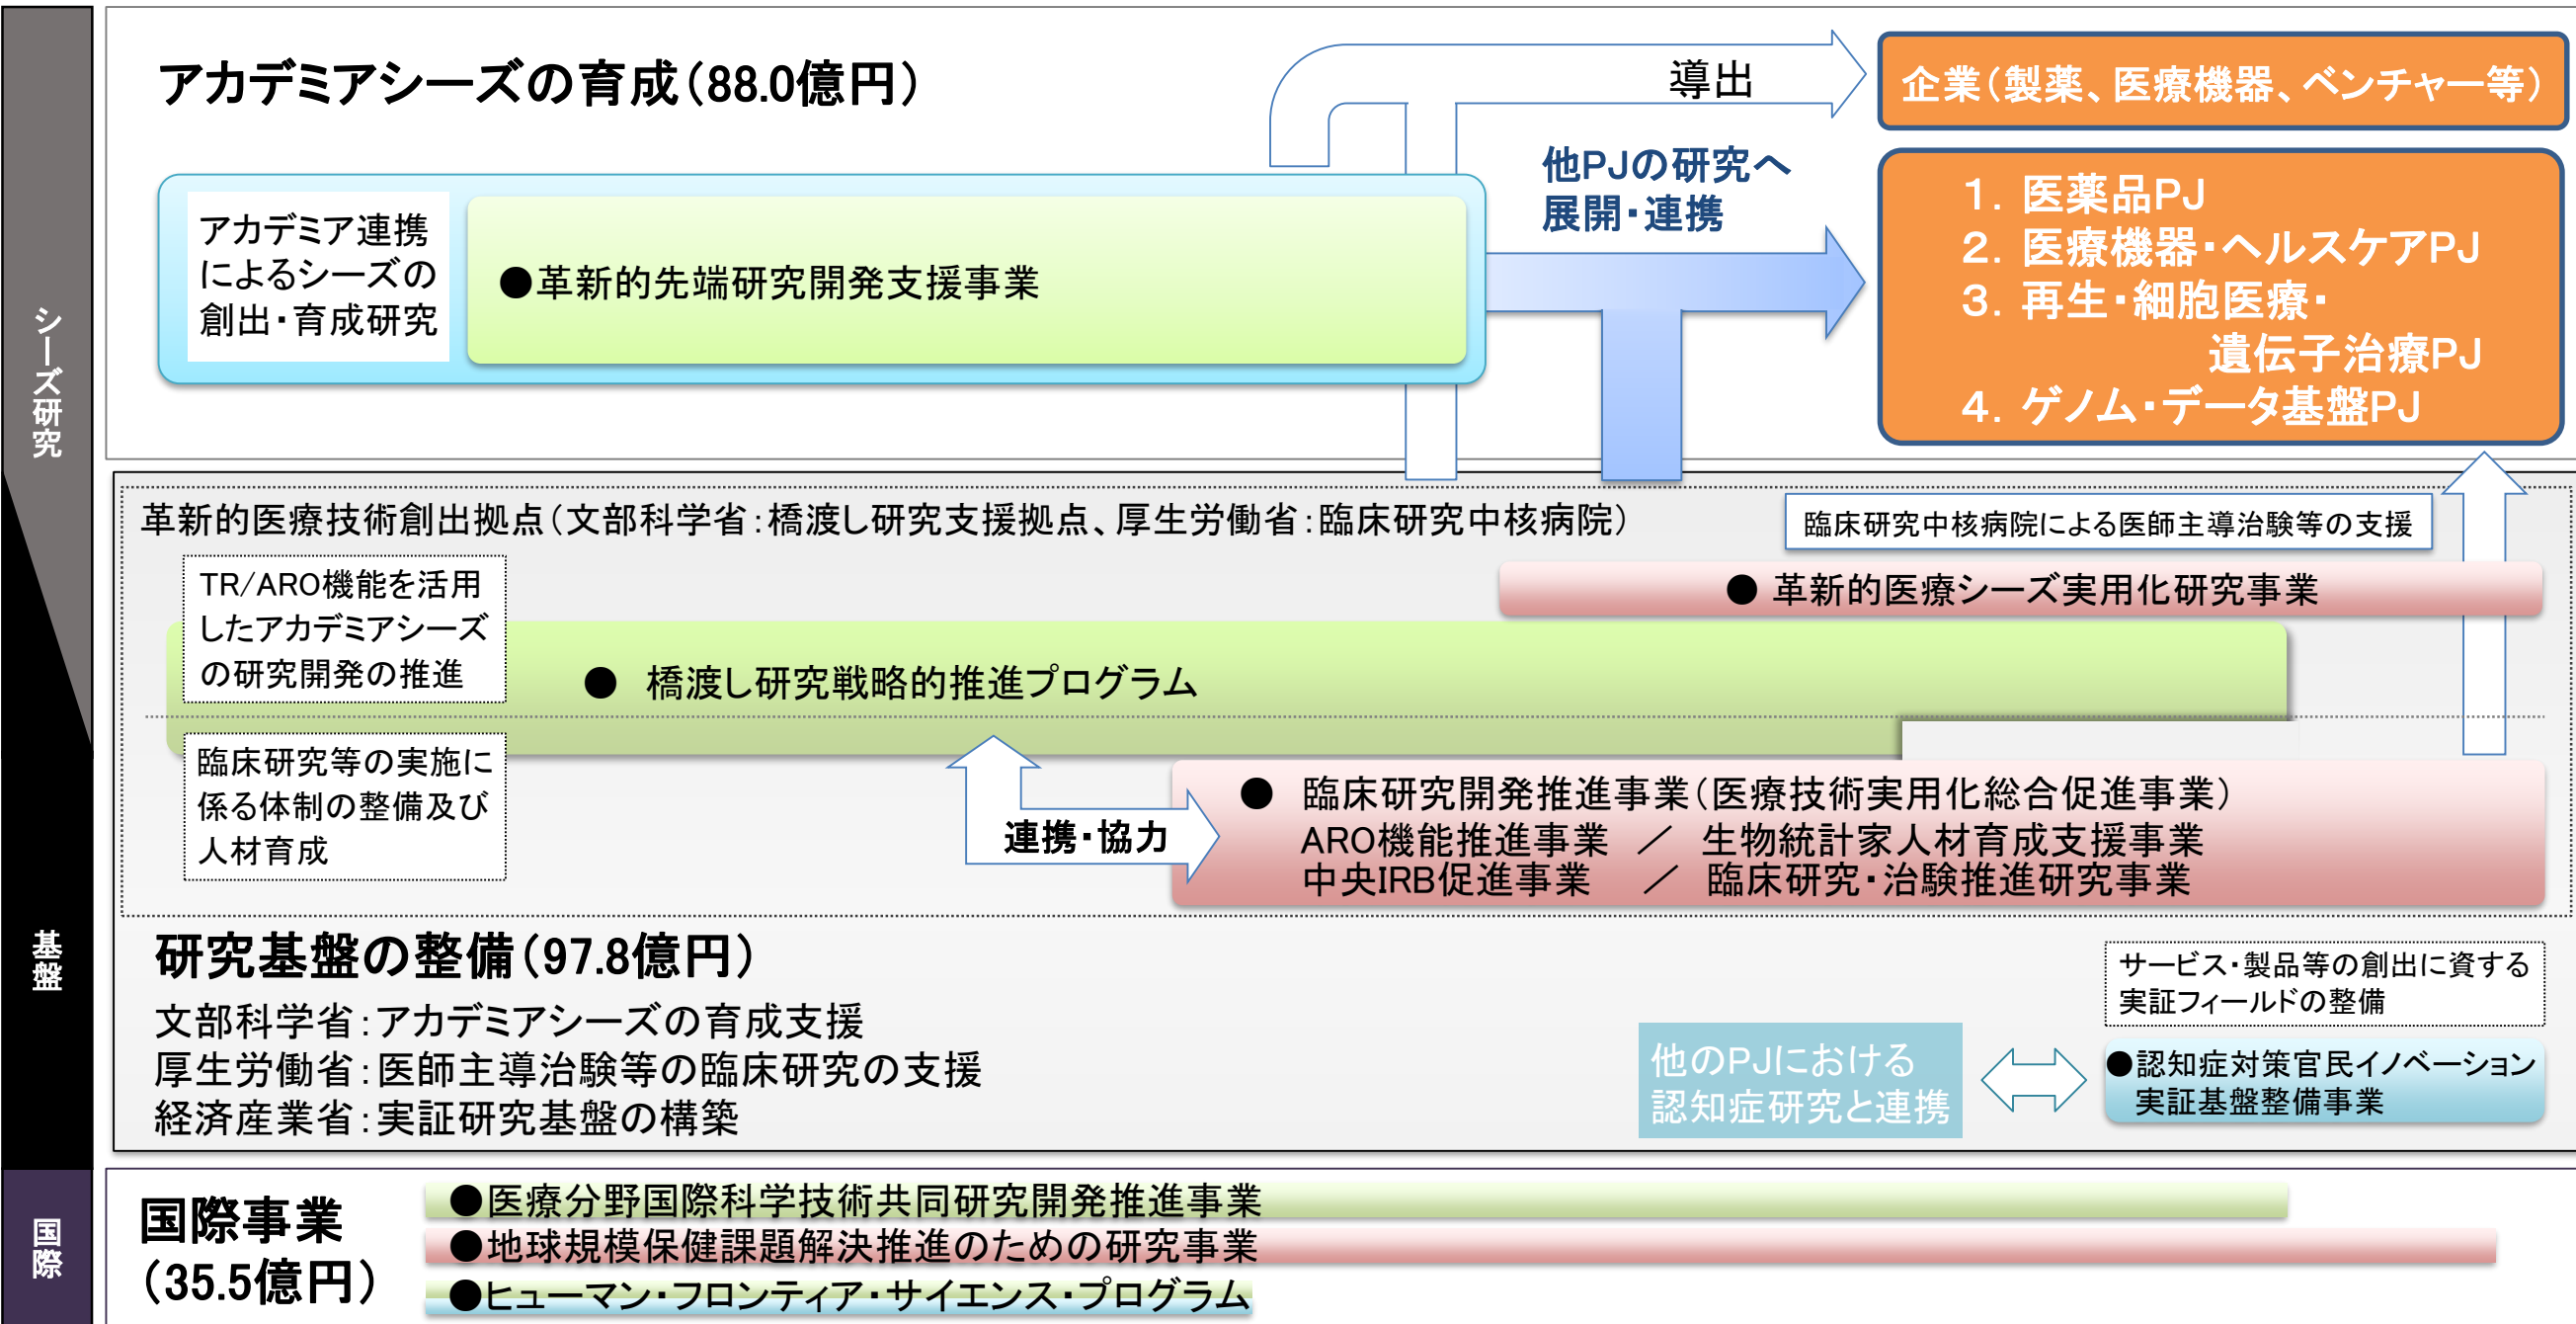 シーズ研究
アカデミアシーズの育成（88.0億円）
導出
企業（製薬、医療機器、ベンチャー等）
アカデミア連携
によるシーズの
創出・育成研究
●革新的先端研究開発支援事業
他PJの研究へ
展開・連携
1. 医薬品PJ
2. 医療機器・ヘルスケアPJ
3. 再生・細胞医療・
遺伝子治療PJ
4. ゲノム・データ基盤PJ
基盤
革新的医療技術創出拠点（文部科学省：橋渡し研究支援拠点、厚生労働省：臨床研究中核病院）
臨床研究中核病院による医師主導治験等の支援
TR/ARO機能を活用
したアカデミアシーズ
の研究開発の推進
● 革新的医療シーズ実用化研究事業
● 橋渡し研究戦略的推進プログラム
臨床研究等の実施に
係る体制の整備及び
人材育成
連携・協力
● 臨床研究開発推進事業（医療技術実用化総合促進事業）
ARO機能推進事業 ／ 生物統計家人材育成支援事業
中央IRB促進事業 ／ 臨床研究・治験推進研究事業
研究基盤の整備（97.8億円）
文部科学省：アカデミアシーズの育成支援
厚生労働省：医師主導治験等の臨床研究の支援
経済産業省：実証研究基盤の構築
サービス・製品等の創出に資する
実証フィールドの整備
他のPJにおける
認知症研究と連携
●認知症対策官民イノベーション
実証基盤整備事業
国際
国際事業
（35.5億円）
●医療分野国際科学技術共同研究開発推進事業
●地球規模保健課題解決推進のための研究事業
●ヒューマン・フロンティア・サイエンス・プログラム